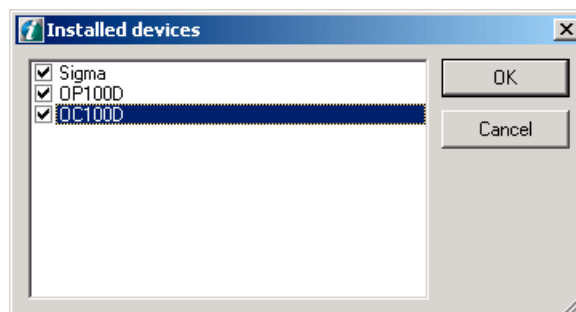 Installed devices
Sigma
OP100D
OC100D
OK
Cancel